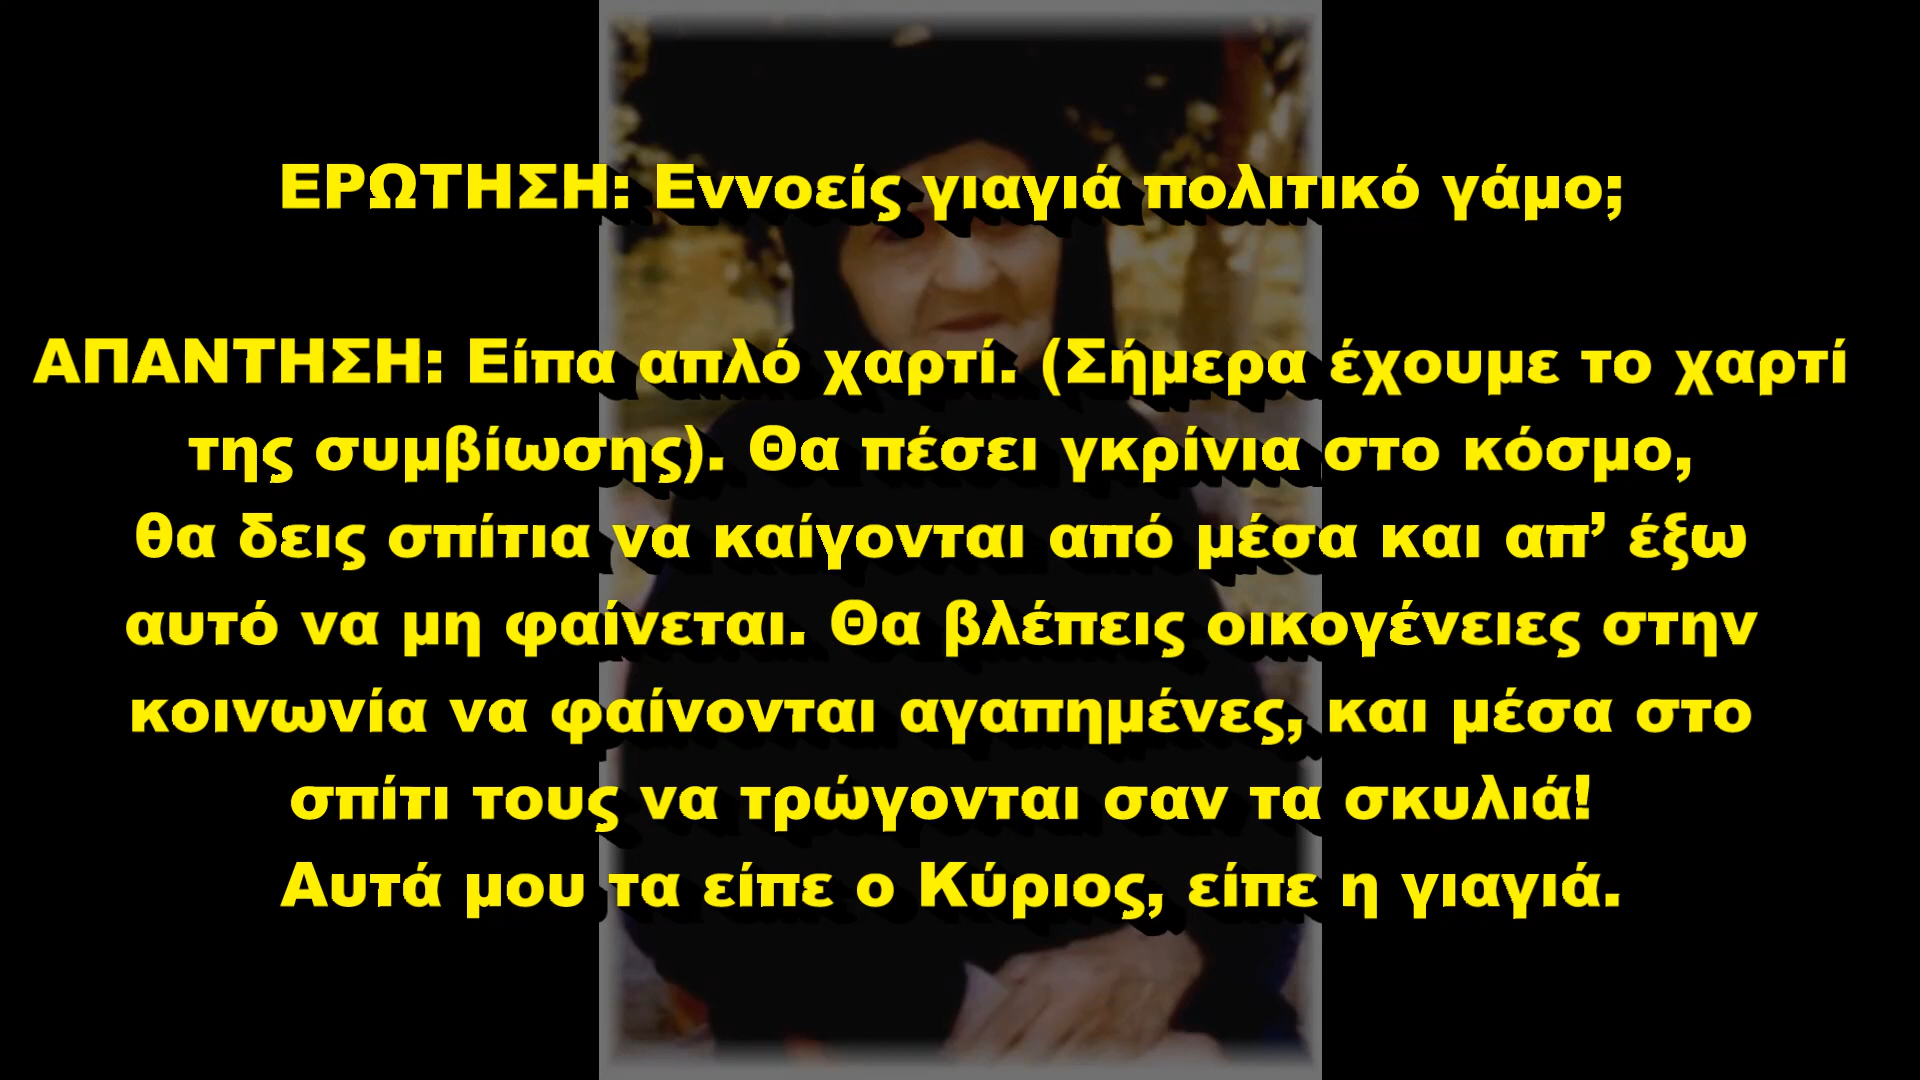 ΕΡΩΤΗΣΗ: Εννοείς γιαγιά πολιτικό γάμο;
ΑΠΑΝΤΗΣΗ: Είπα απλό χαρτί. (Σήμερα έχουμε το χαρτί
της συμβίωσης). Θα πέσει γκρίνια στο κόσμο,
θα δεις σπίτια να καίγονται από μέσα και απ’ έξω
αυτό να μη φαίνεται. Θα βλέπεις οικογένειες στην
κοινωνία να φαίνονται αγαπημένες, και μέσα στο
σπίτι τους να τρώγονται σαν τα σκυλιά!
Αυτά μου τα είπε ο Κύριος, είπε η γιαγιά.